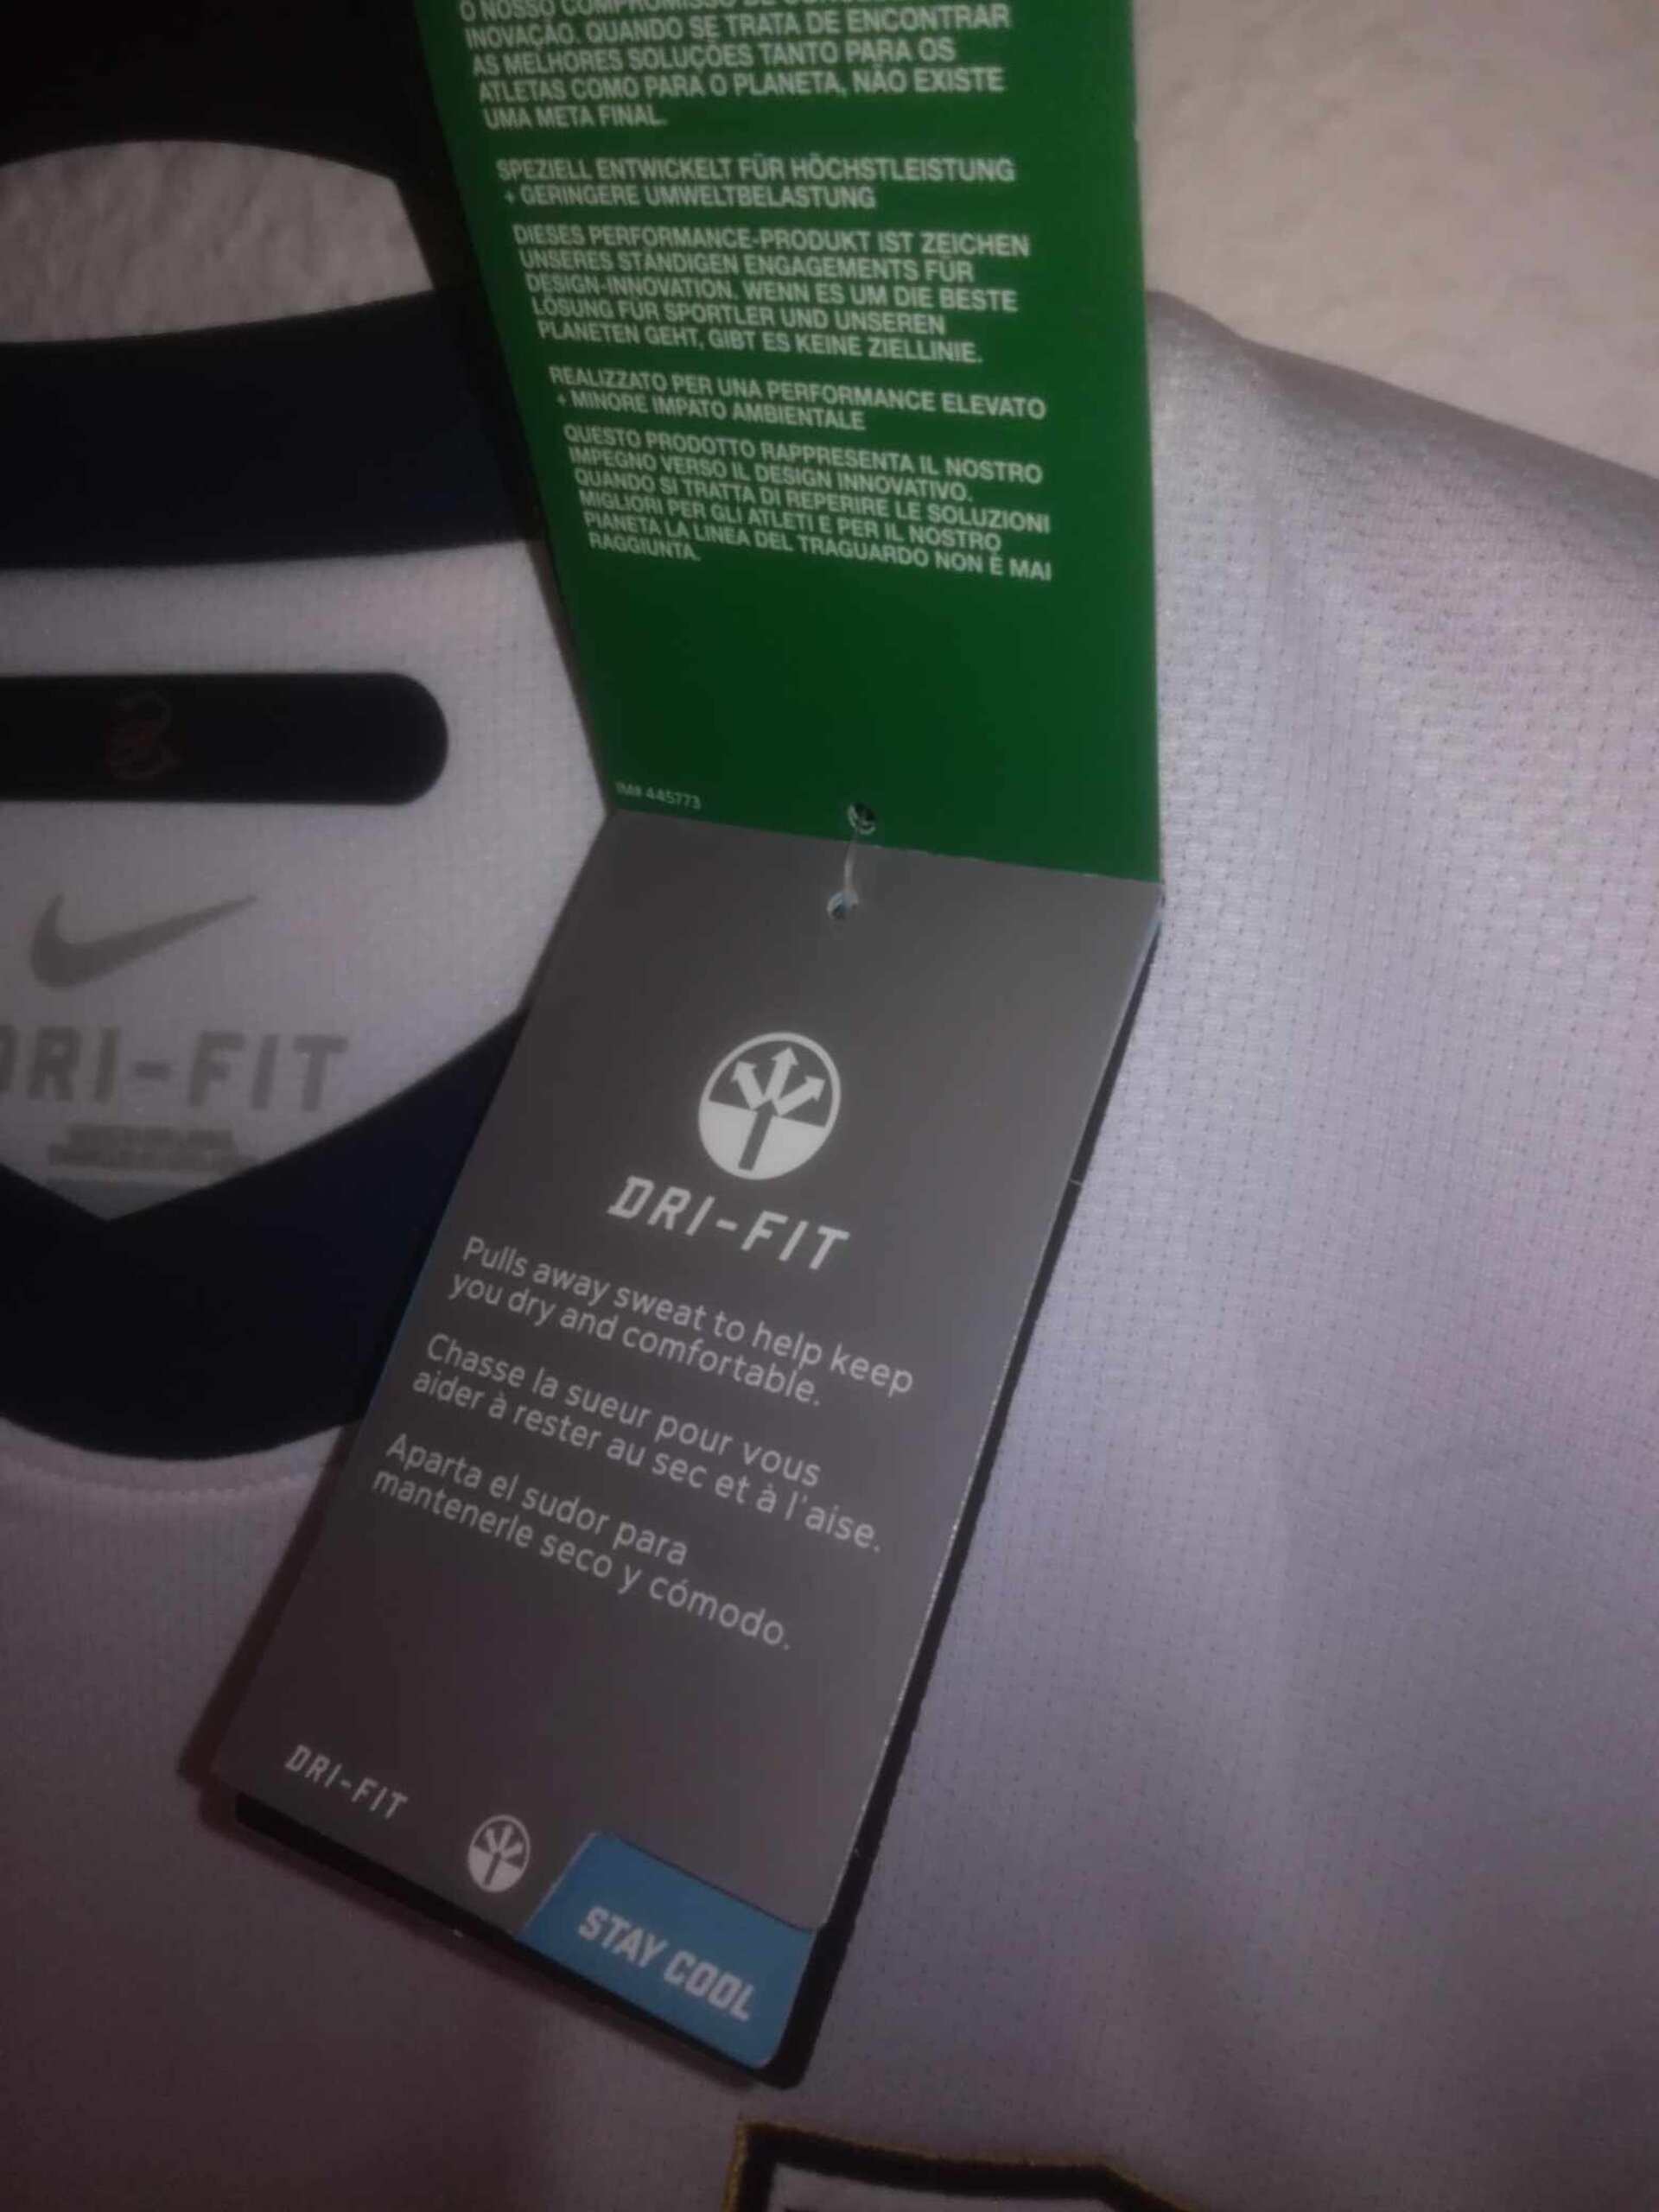 O NOSSO COMPROMISSO DE
INOVAÇÃO. QUANDO SE TRATA DE ENCONTRAR
AS MELHORES SOLUÇÕES TANTO PARA OS
ATLETAS COMO PARA O PLANETA, NÃO EXISTE
UMA META FINAL.
SPEZIELL ENTWICKELT FÜR HÖCHSTLEISTUNG
+ GERINGERE UMWELTBELASTUNG
DIESES PERFORMANCE-PRODUKT IST ZEICHEN
UNSERES STÄNDIGEN ENGAGEMENTS FÜR
DESIGN-INNOVATION. WENN ES UM DIE BESTE
LÖSUNG FÜR SPORTLER UND UNSEREN
PLANETEN GEHT, GIBT ES KEINE ZIELLINIE.
REALIZZATO PER UNA PERFORMANCE ELEVATO
+ MINORE IMPATO AMBIENTALE
QUESTO PRODOTTO RAPPRESENTA IL NOSTRO
IMPEGNO VERSO IL DESIGN INNOVATIVO.
QUANDO SI TRATTA DI REPERIRE LE SOLUZIONI
MIGLIORI PER GLI ATLETI E PER IL NOSTRO
PIANETA LA LINEA DEL TRAGUARDO NON È MAI
RAGGIUNTA.
IM# 445773
DRI-FIT
DRI-FIT
Pulls away sweat to help keep
you dry and comfortable.
Chasse la sueur pour vous
aider à rester au sec et à l'aise.
Aparta el sudor para
mantenerle seco y cómodo.
DRI-FIT
STAY COOL